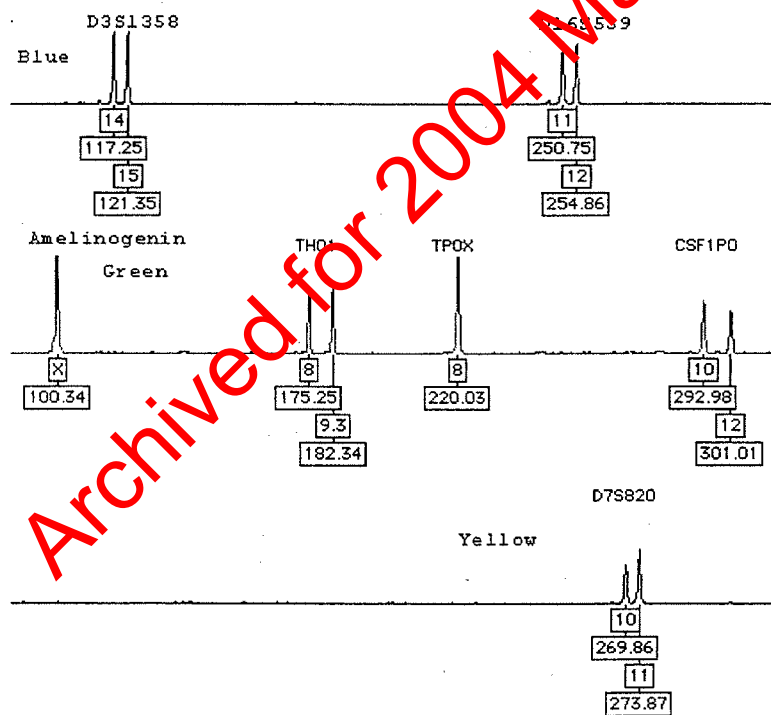 D3S1358
Blue
14
117.25
15
121.35
11
250.75
12
254.86
Amelinogenin
Green
TPOX
CSF1PO
X
100.34
8
175.25
9.3
182.34
8
220.03
10
292.98
12
301.01
D7S820
Yellow
10
269.86
11
273.87
Archived for 2004